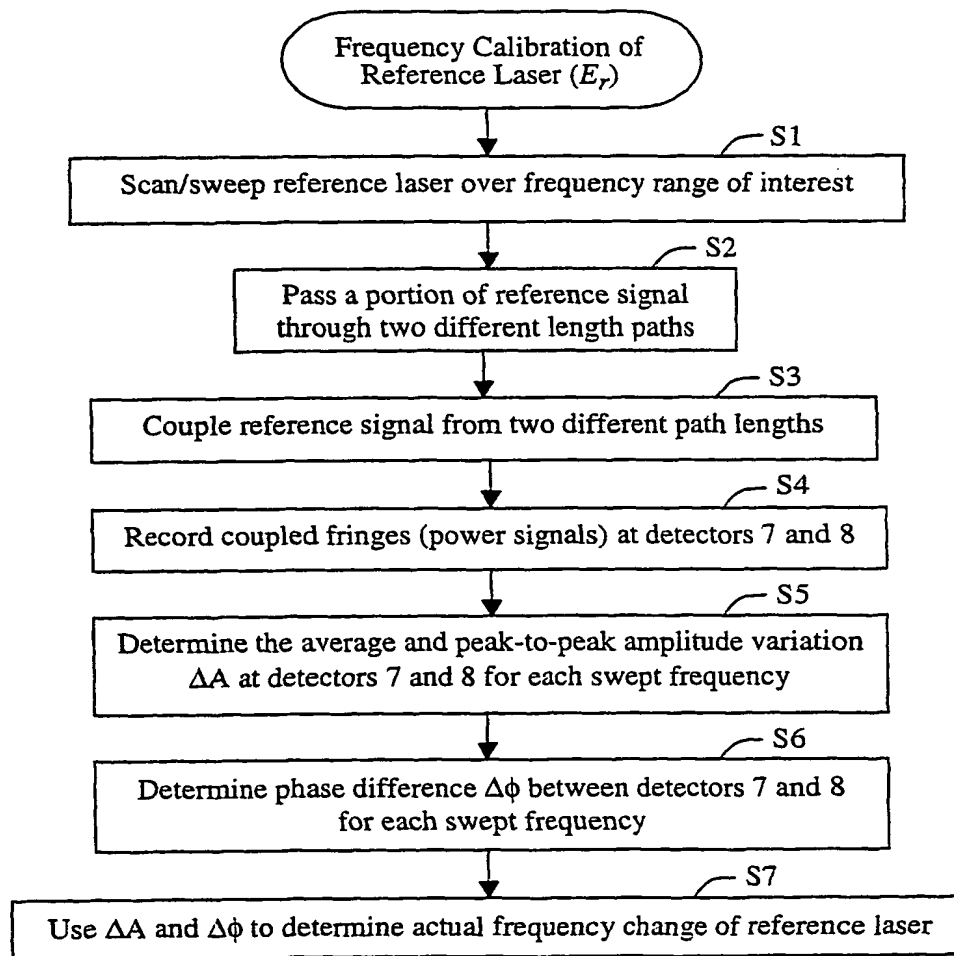 Frequency Calibration of
Reference Laser (Er)
S1
Scan/sweep reference laser over frequency range of interest
S2
Pass a portion of reference signal
through two different length paths
S3
Couple reference signal from two different path lengths
S4
Record coupled fringes (power signals) at detectors 7 and 8
S5
Determine the average and peak-to-peak amplitude variation
ΔA at detectors 7 and 8 for each swept frequency
S6
Determine phase difference Δϕ between detectors 7 and 8
for each swept frequency
S7
Use ΔA and Δϕ to determine actual frequency change of reference laser